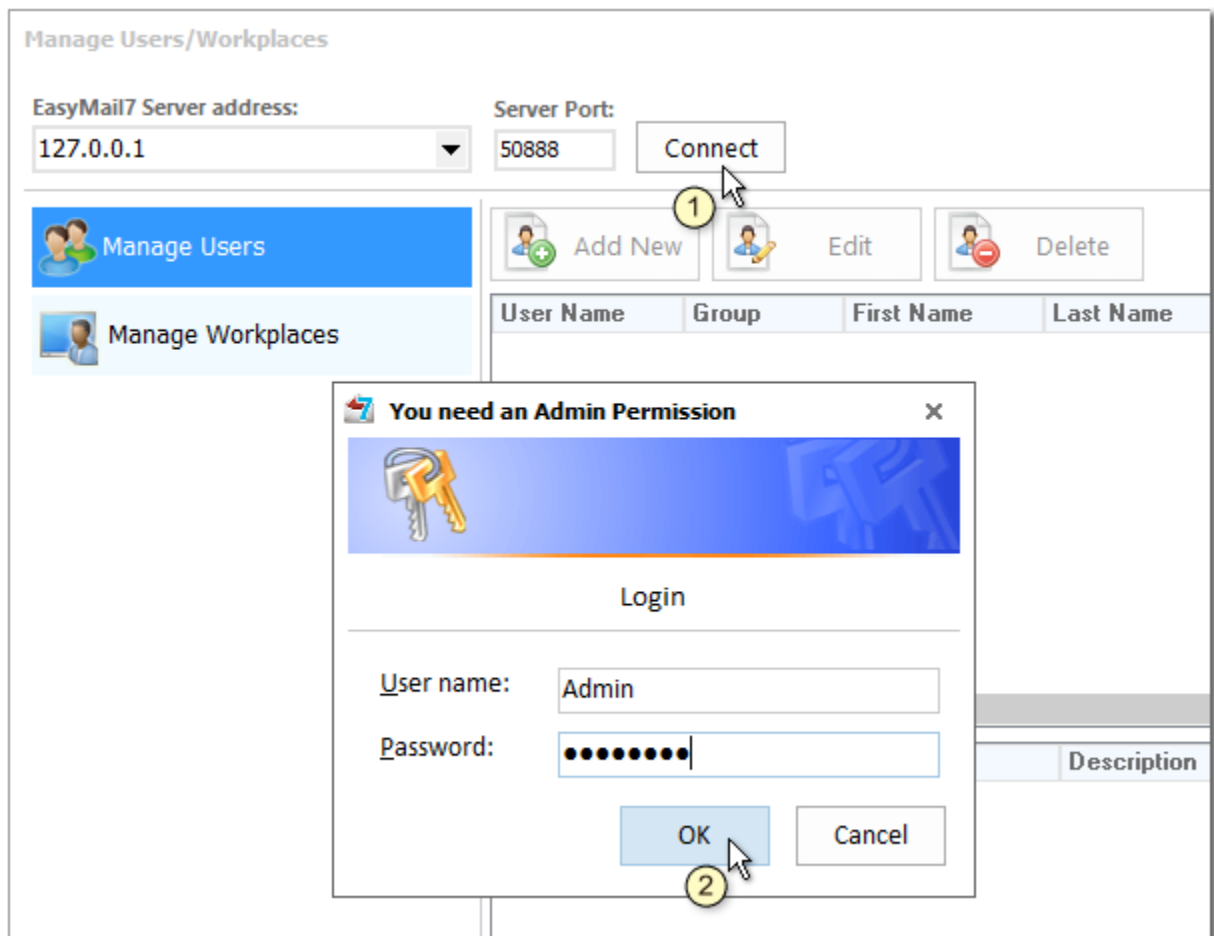 Manage Users/Workplaces
EasyMail7 Server address:
Server Port:
127.0.0.1
50888
Connect
1
Manage Users
Add New
Edit
Delete
Manage Workplaces
User Name
Group
First Name
Last Name
7 You need an Admin Permission
Login
User name:
Admin
Password:
Description
OK
Cancel
2